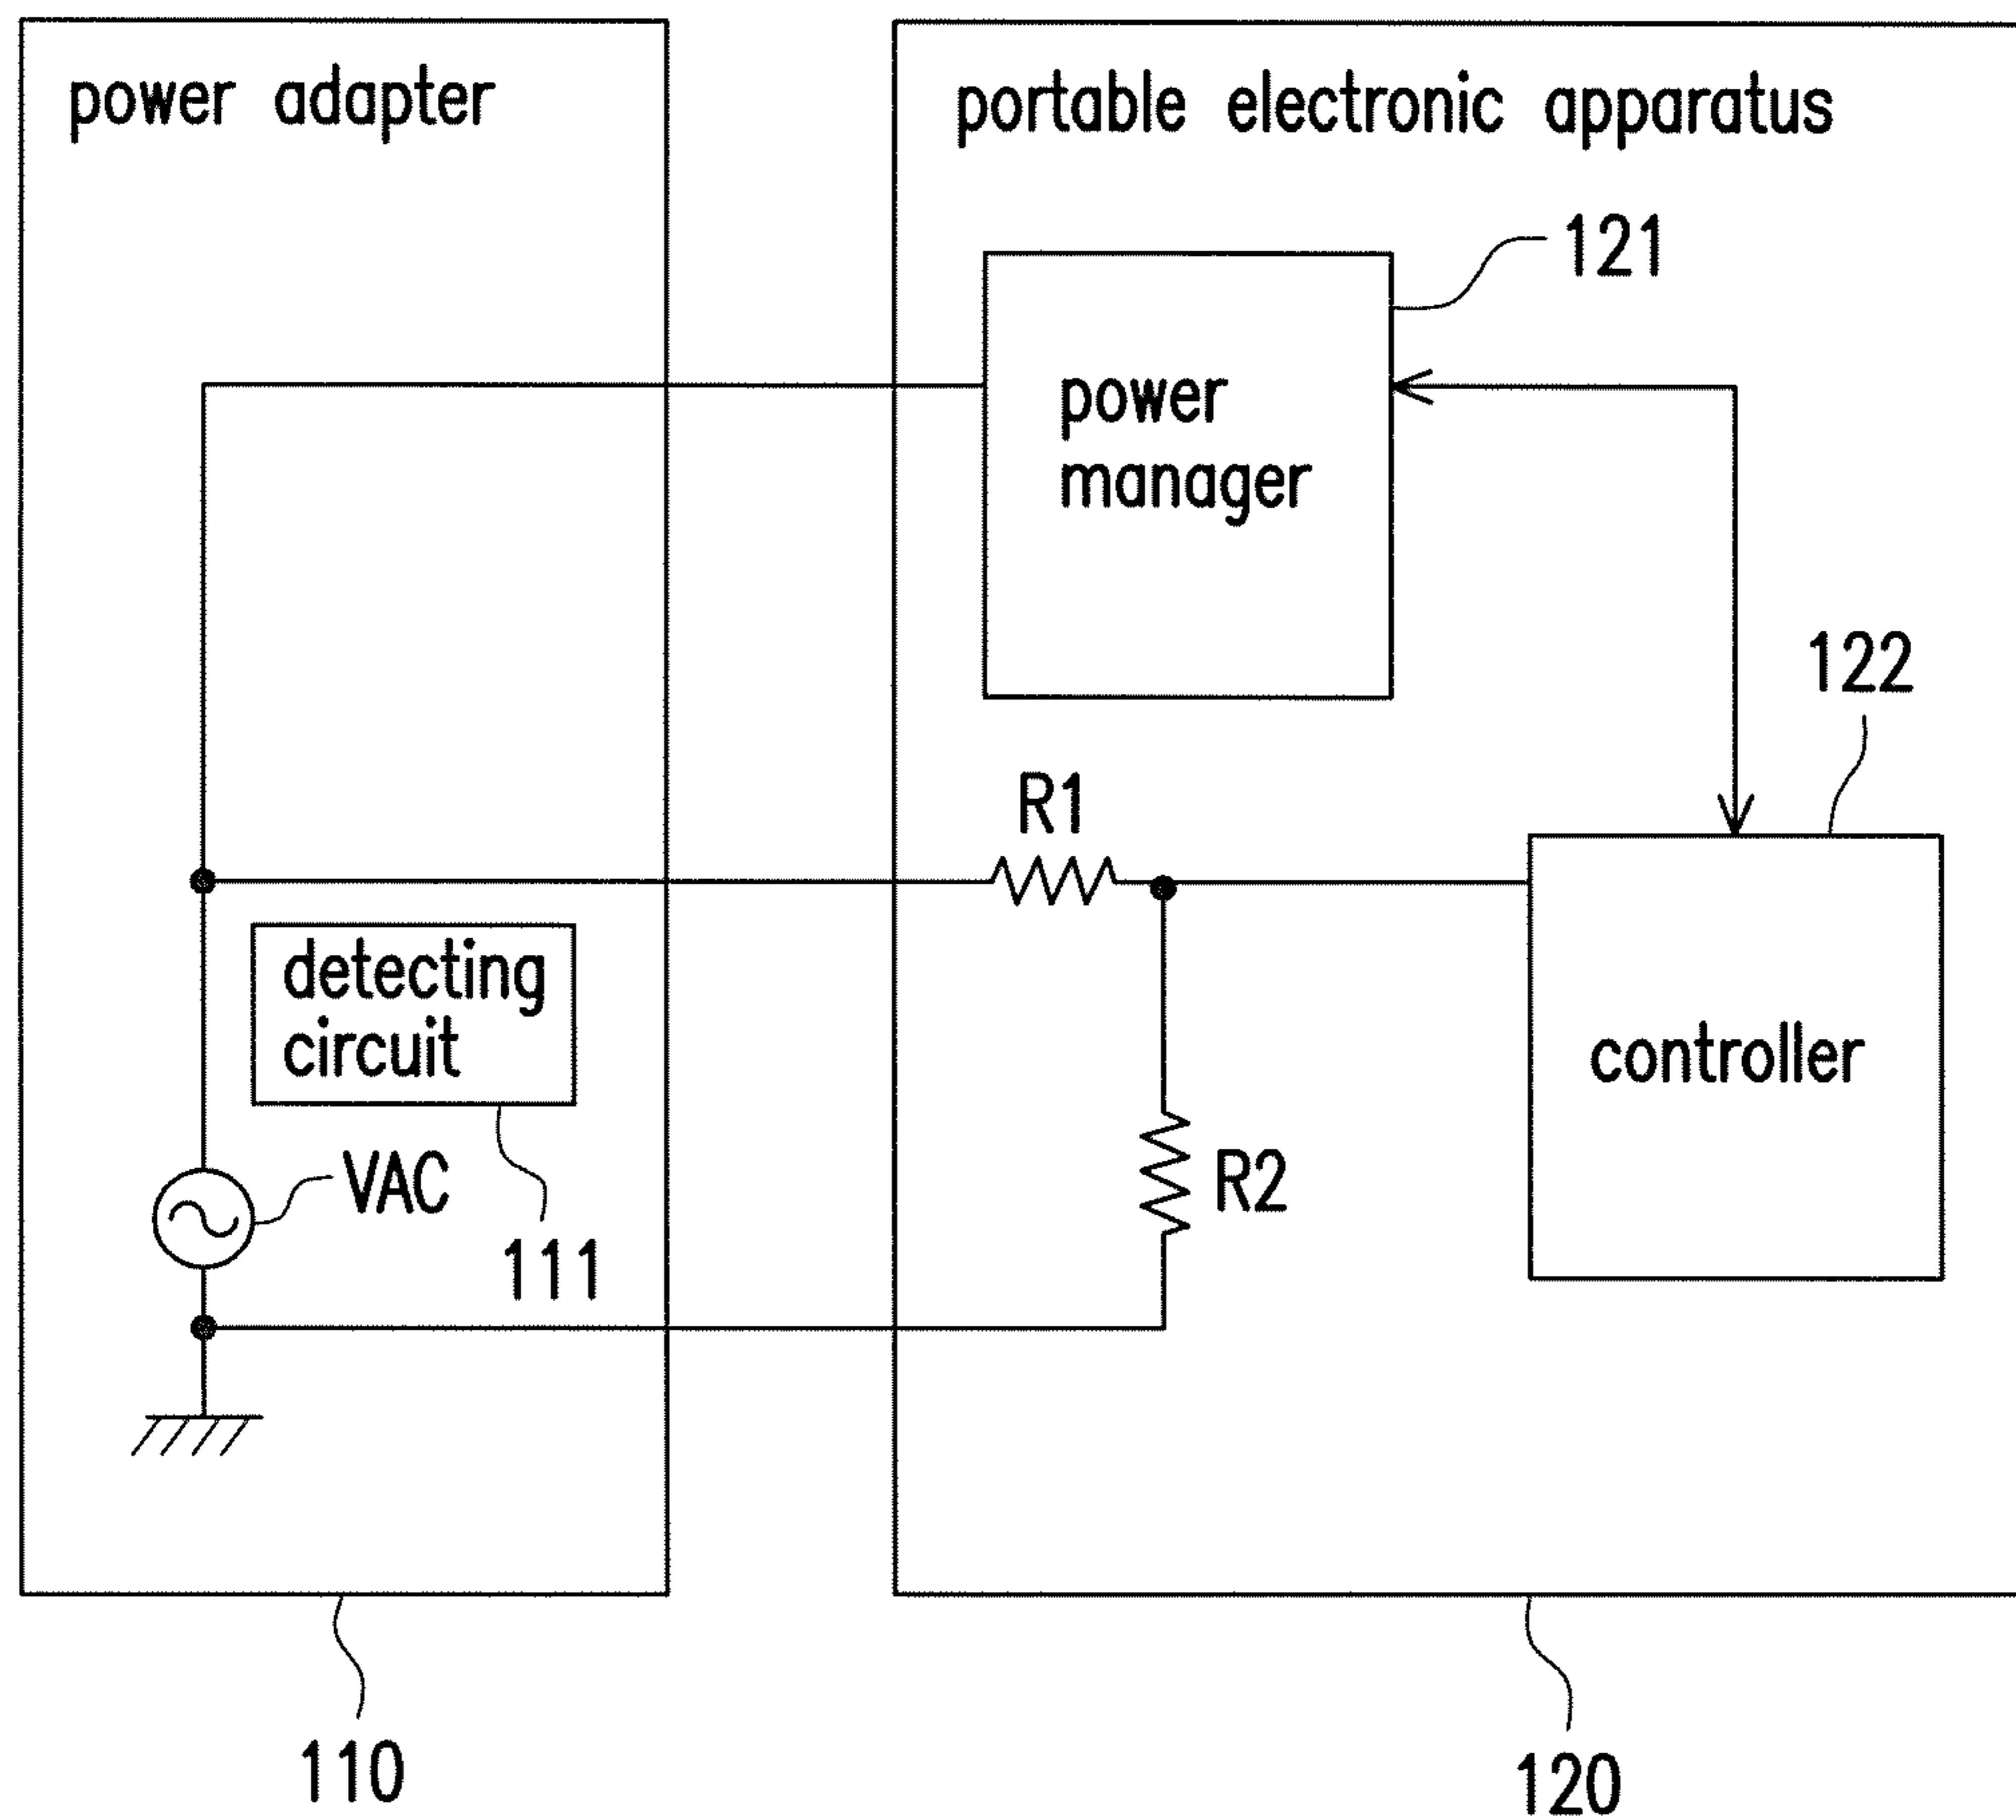 power adapter
portable electronic apparatus
121
power
manager
122
R1
detecting
circuit
controller
VAC
R2
111
110
120